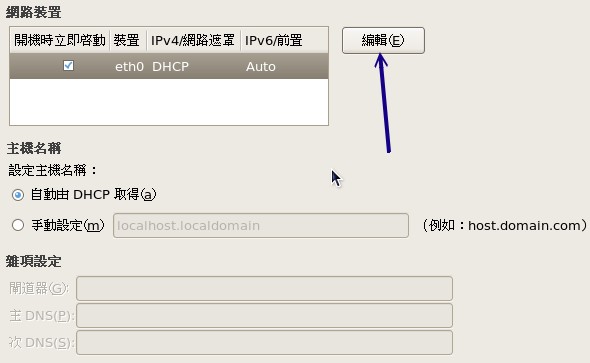 網路裝置
開機時立即啓動 裝置 IPv4/網路遮罩 IPv6/前置
eth0 DHCP Auto
編輯(E)
主機名稱
設定主機名稱：
自動由 DHCP 取得(a)
手動設定(m) localhost.localdomain （例如：host.domain.com）
雜項設定
閘道器(G):
主 DNS(P):
次 DNS(S):